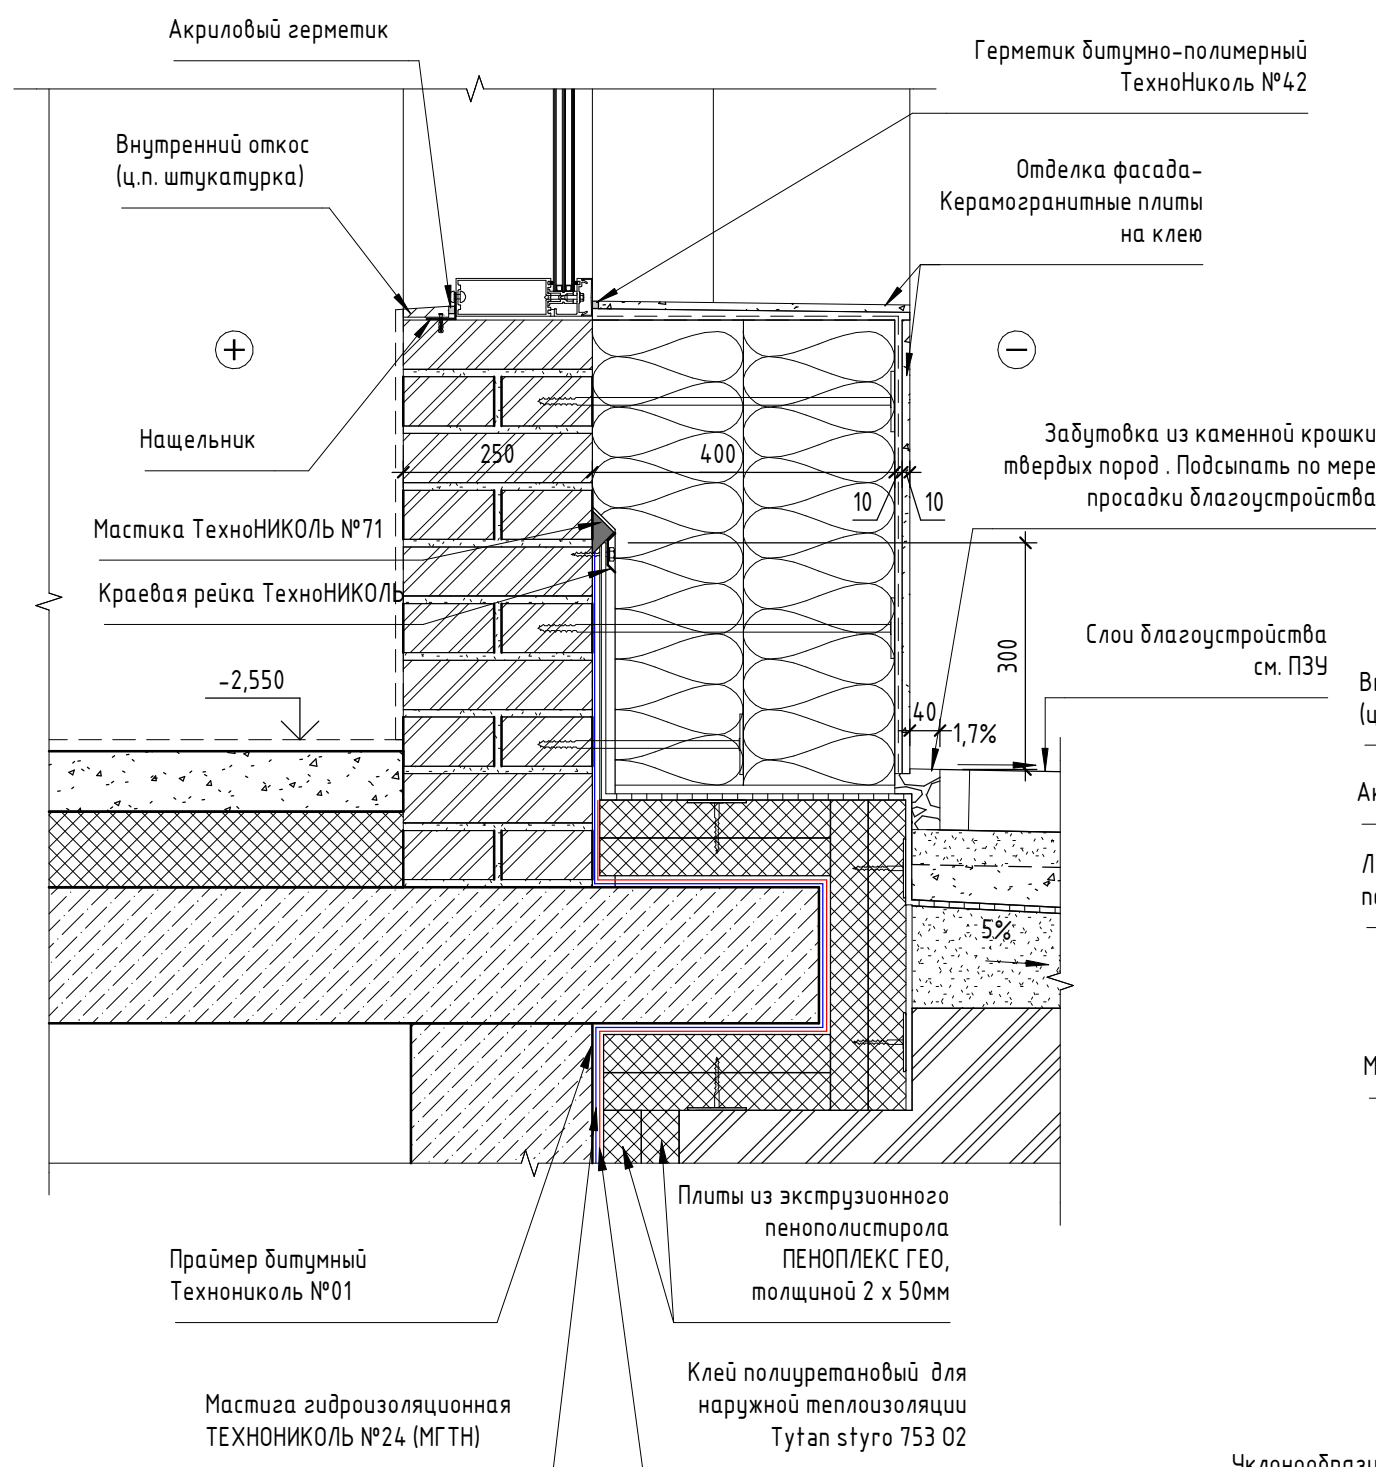 Акриловый герметик
Герметик битумно-полимерный
ТехноНиколь №42
Внутренний откос
(ц.п. штукатурка)
Отделка фасада-
Керамогранитные плиты
на клею
+
−
Нащельник
250
400
10
10
Забутовка из каменной крошки
твердых пород . Подсыпать по мере
просадки благоустройства
Мастика ТехноНИКОЛЬ №71
Краевая рейка ТехноНИКОЛЬ
300
Слои благоустройства
см. ПЗУ
-2,550
40
1,7%
5%
Плиты из экструзионного
пенополистирола
ПЕНОПЛЕКС ГЕО,
толщиной 2 х 50мм
Праймер битумный
Технониколь №01
Клей полиуретановый для
наружной теплоизоляции
Tytan styro 753 O2
Мастига гидроизоляционная
ТЕХНОНИКОЛЬ №24 (МГТН)